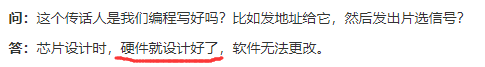 问：这个传话人是我们编程写好吗？比如发地址给它，然后发出片选信号？
答：芯片设计时，硬件就设计好了，软件无法更改。